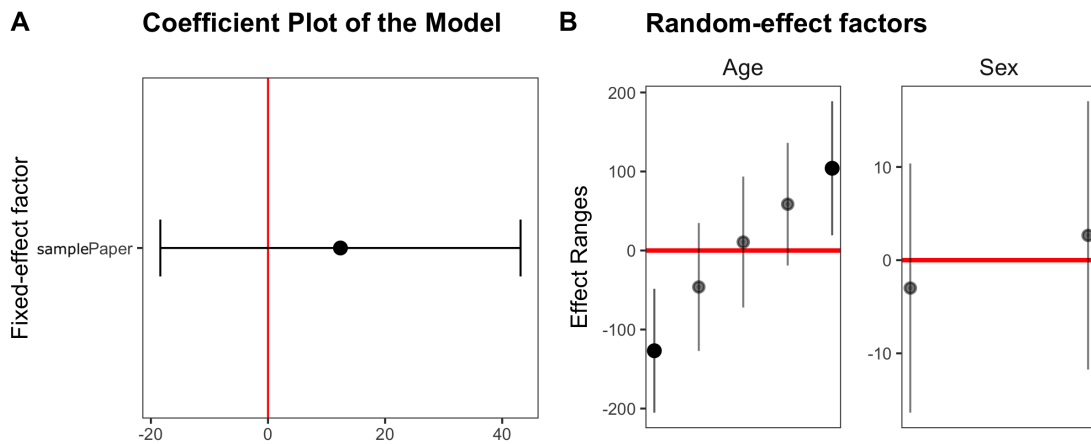 A
Coefficient Plot of the Model
Fixed-effect factor
samplePaper
-20
0
20
40
B
Random-effect factors
Age
Sex
Effect Ranges
200
100
0
-100
-200
10
0
-10